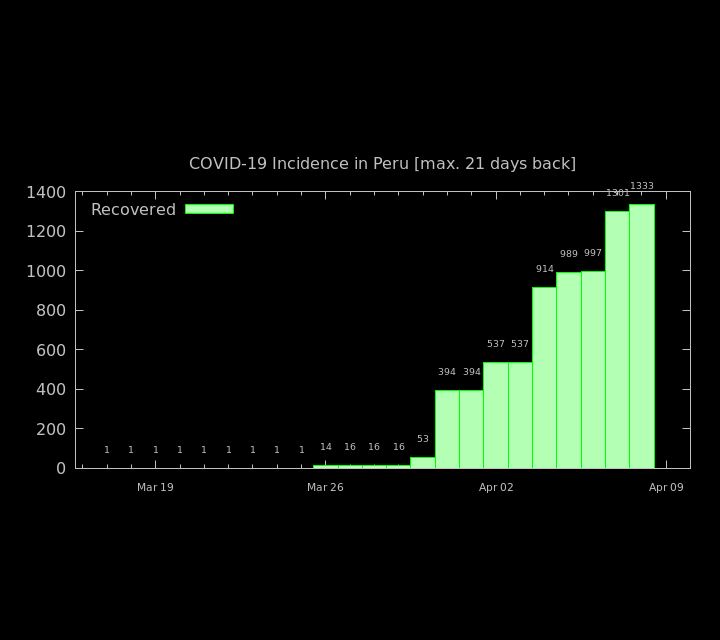 COVID-19 Incidence in Peru [max. 21 days back]
Recovered
1400
1200
1000
800
600
400
200
0
1 1 1 1 1 1 1 1 1 14 16 16 16 53 394 394 537 537 914 989 997 1301 1333
Mar 19 Mar 26 Apr 02 Apr 09